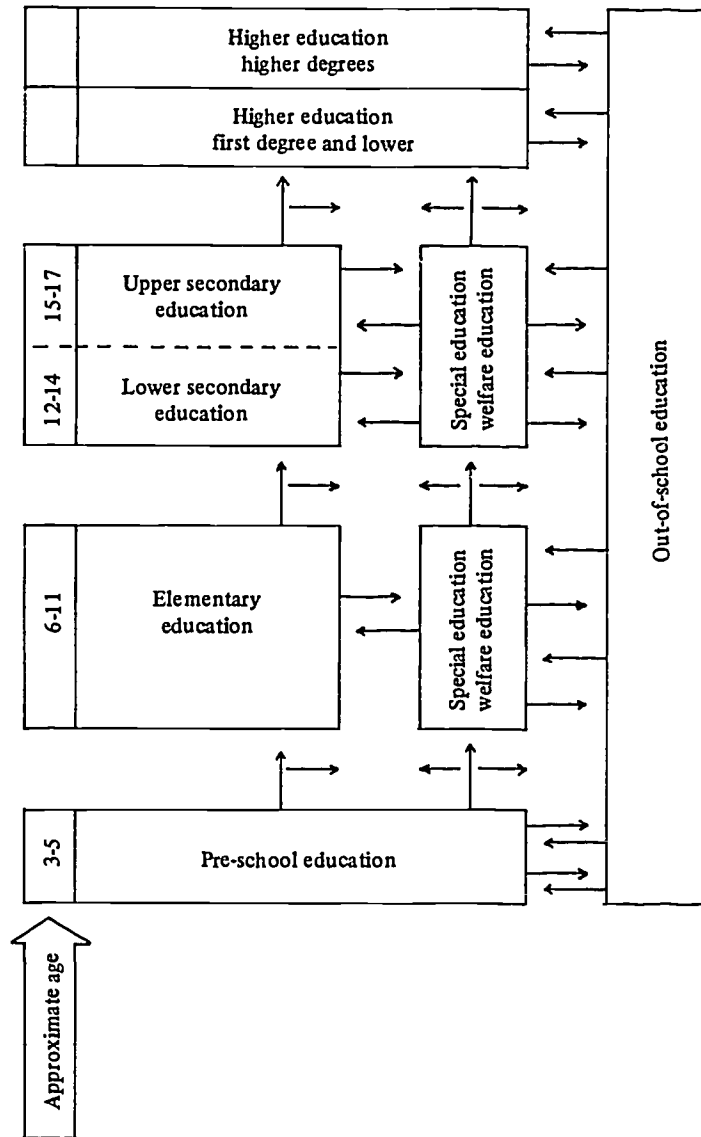 Higher education
higher degrees
Higher education
first degree and lower
15-17
Upper secondary
education
12-14
Lower secondary
education
Special education
welfare education
6-11
Elementary
education
Special education
welfare education
3-5
Pre-school education
Out-of-school education
Approximate age